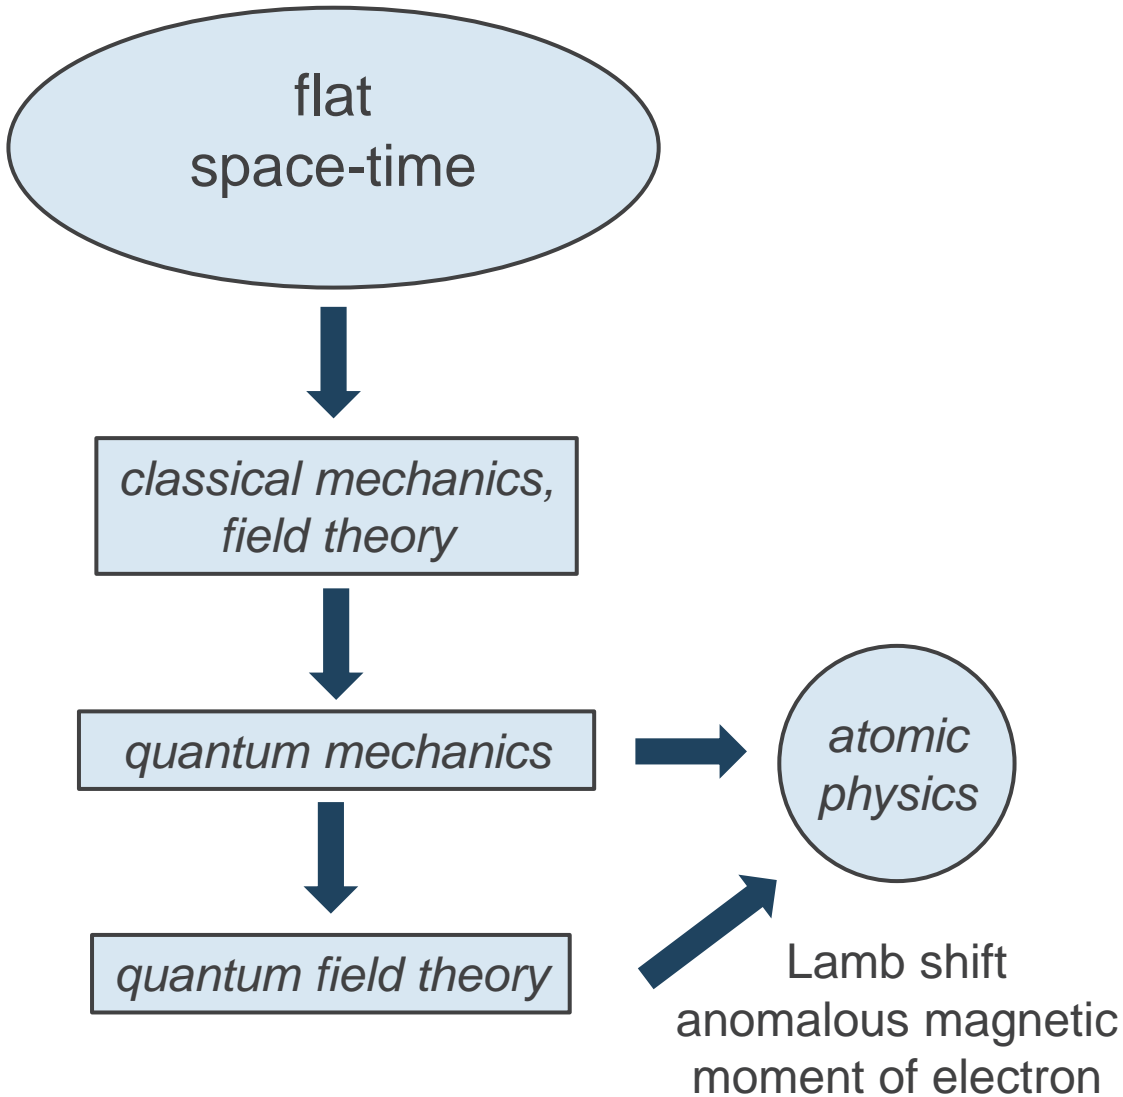 flat
space-time
classical mechanics,
field theory
quantum mechanics
atomic
physics
quantum field theory
Lamb shift
anomalous magnetic
moment of electron